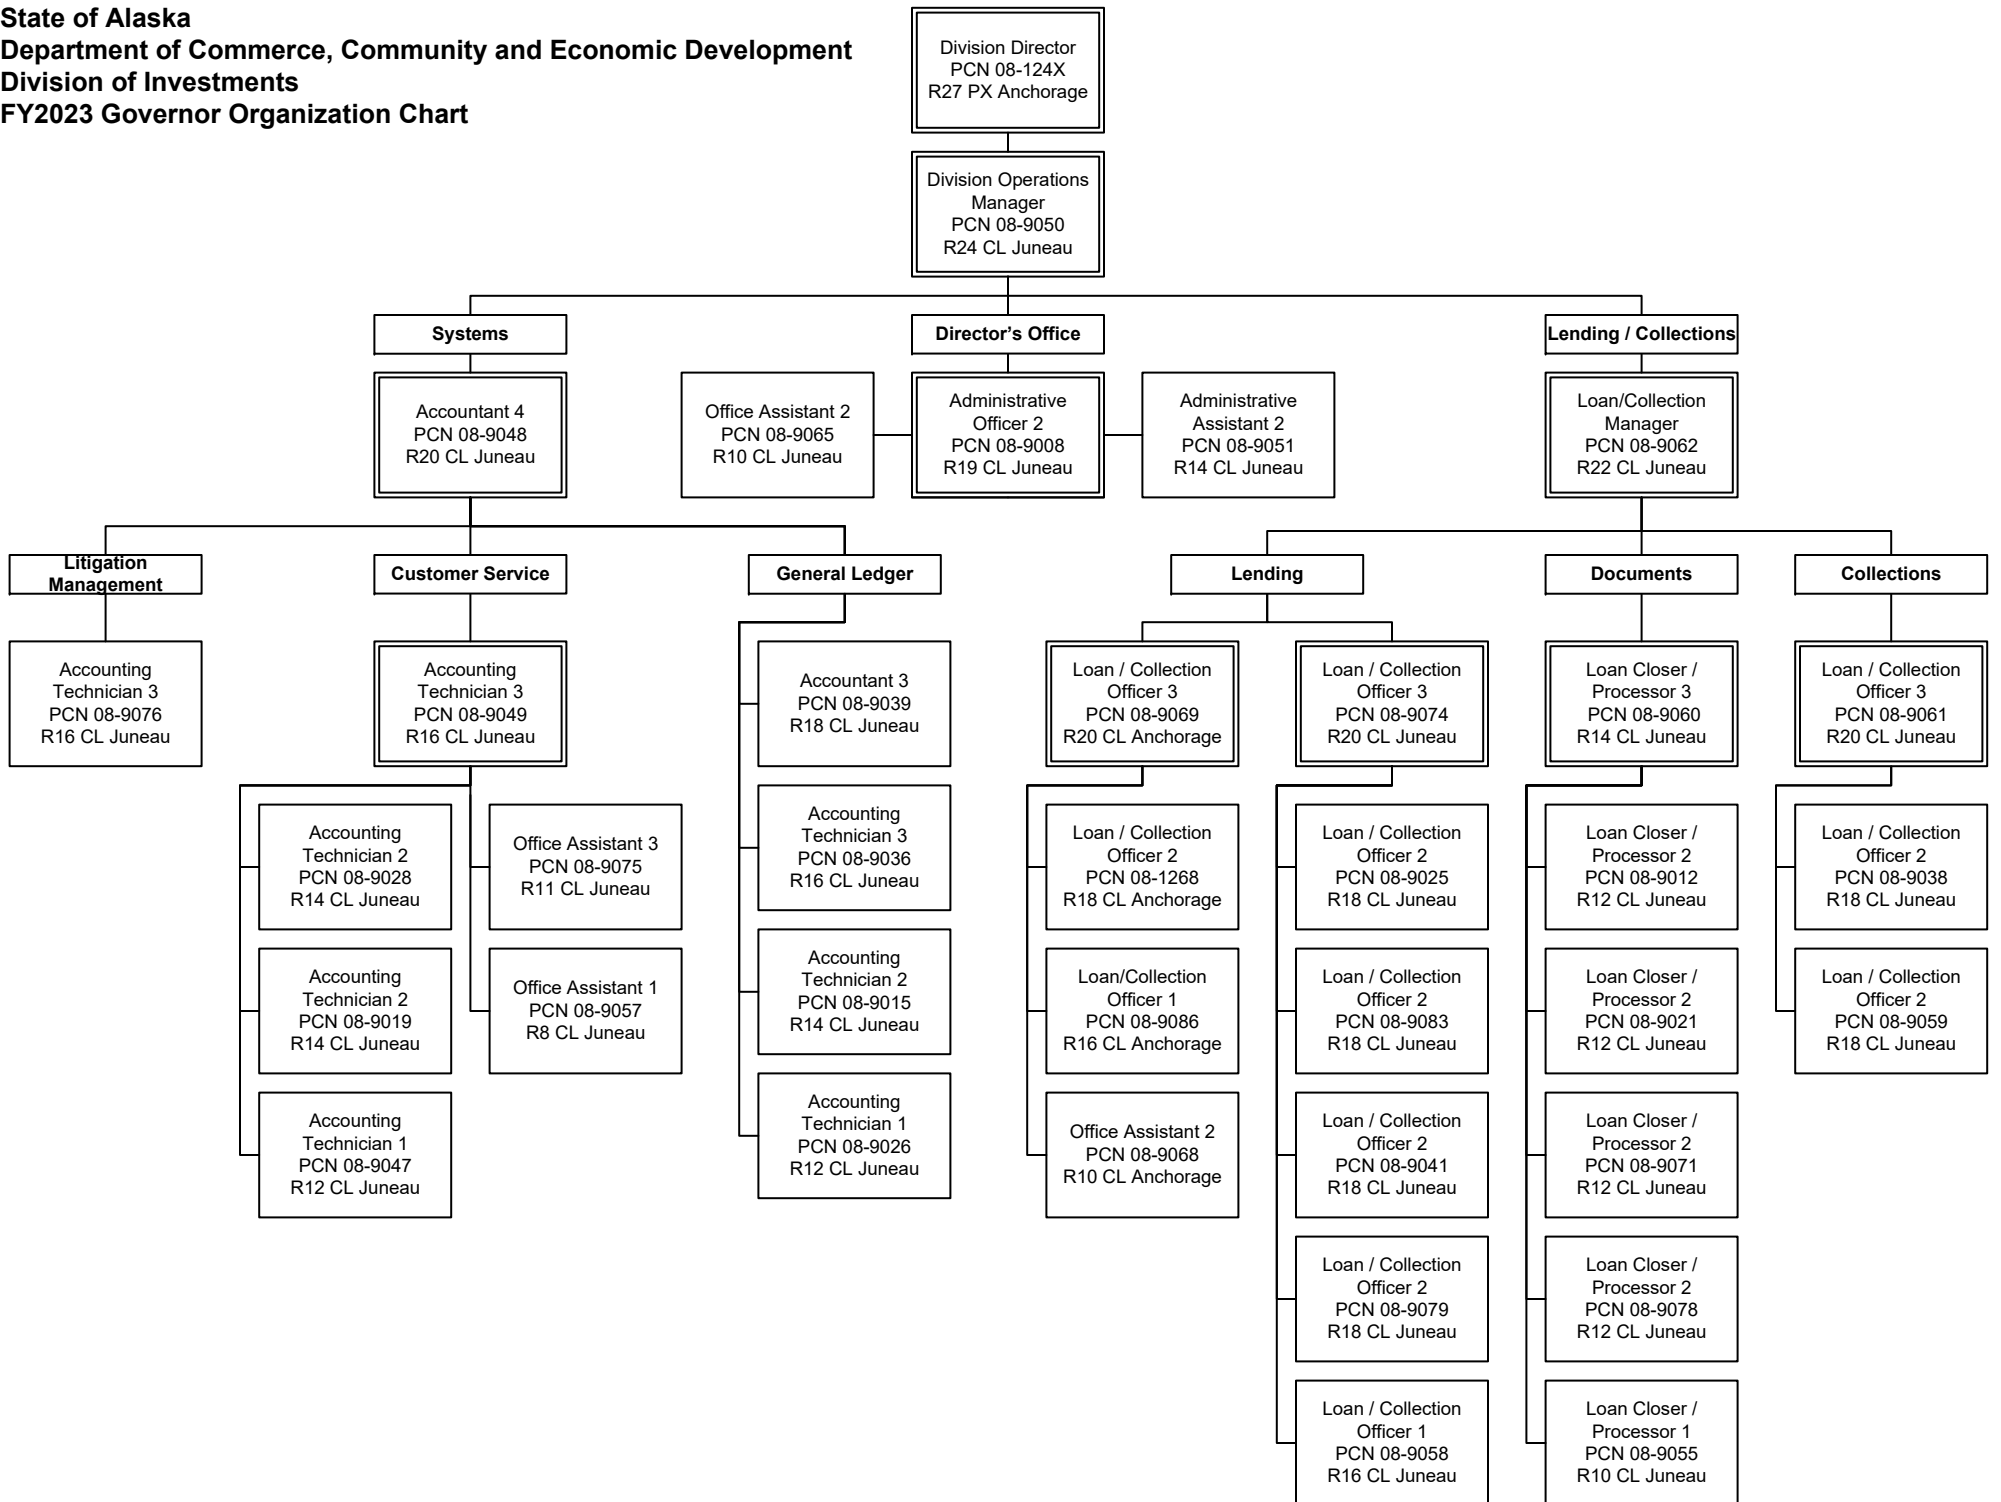 State of Alaska
Department of Commerce, Community and Economic Development
Division of Investments
FY2023 Governor Organization Chart
Division Director
PCN 08-124X
R27 PX Anchorage
Division Operations
Manager
PCN 08-9050
R24 CL Juneau
Systems
Director’s Office
Lending / Collections
Accountant 4
PCN 08-9048
R20 CL Juneau
Office Assistant 2
PCN 08-9065
R10 CL Juneau
Administrative
Officer 2
PCN 08-9008
R19 CL Juneau
Administrative
Assistant 2
PCN 08-9051
R14 CL Juneau
Loan/Collection
Manager
PCN 08-9062
R22 CL Juneau
Litigation
Management
Customer Service
General Ledger
Lending
Documents
Collections
Accounting
Technician 3
PCN 08-9076
R16 CL Juneau
Accounting
Technician 3
PCN 08-9049
R16 CL Juneau
Accountant 3
PCN 08-9039
R18 CL Juneau
Loan / Collection
Officer 3
PCN 08-9069
R20 CL Anchorage
Loan / Collection
Officer 3
PCN 08-9074
R20 CL Juneau
Loan Closer /
Processor 3
PCN 08-9060
R14 CL Juneau
Loan / Collection
Officer 3
PCN 08-9061
R20 CL Juneau
Accounting
Technician 2
PCN 08-9028
R14 CL Juneau
Office Assistant 3
PCN 08-9075
R11 CL Juneau
Accounting
Technician 3
PCN 08-9036
R16 CL Juneau
Loan / Collection
Officer 2
PCN 08-1268
R18 CL Anchorage
Loan / Collection
Officer 2
PCN 08-9025
R18 CL Juneau
Loan Closer /
Processor 2
PCN 08-9012
R12 CL Juneau
Loan / Collection
Officer 2
PCN 08-9038
R18 CL Juneau
Accounting
Technician 2
PCN 08-9019
R14 CL Juneau
Office Assistant 1
PCN 08-9057
R8 CL Juneau
Accounting
Technician 2
PCN 08-9015
R14 CL Juneau
Loan/Collection
Officer 1
PCN 08-9086
R16 CL Anchorage
Loan / Collection
Officer 2
PCN 08-9083
R18 CL Juneau
Loan Closer /
Processor 2
PCN 08-9021
R12 CL Juneau
Loan / Collection
Officer 2
PCN 08-9059
R18 CL Juneau
Accounting
Technician 1
PCN 08-9047
R12 CL Juneau
Accounting
Technician 1
PCN 08-9026
R12 CL Juneau
Office Assistant 2
PCN 08-9068
R10 CL Anchorage
Loan / Collection
Officer 2
PCN 08-9041
R18 CL Juneau
Loan Closer /
Processor 2
PCN 08-9071
R12 CL Juneau
Loan / Collection
Officer 2
PCN 08-9079
R18 CL Juneau
Loan Closer /
Processor 2
PCN 08-9078
R12 CL Juneau
Loan / Collection
Officer 1
PCN 08-9058
R16 CL Juneau
Loan Closer /
Processor 1
PCN 08-9055
R10 CL Juneau